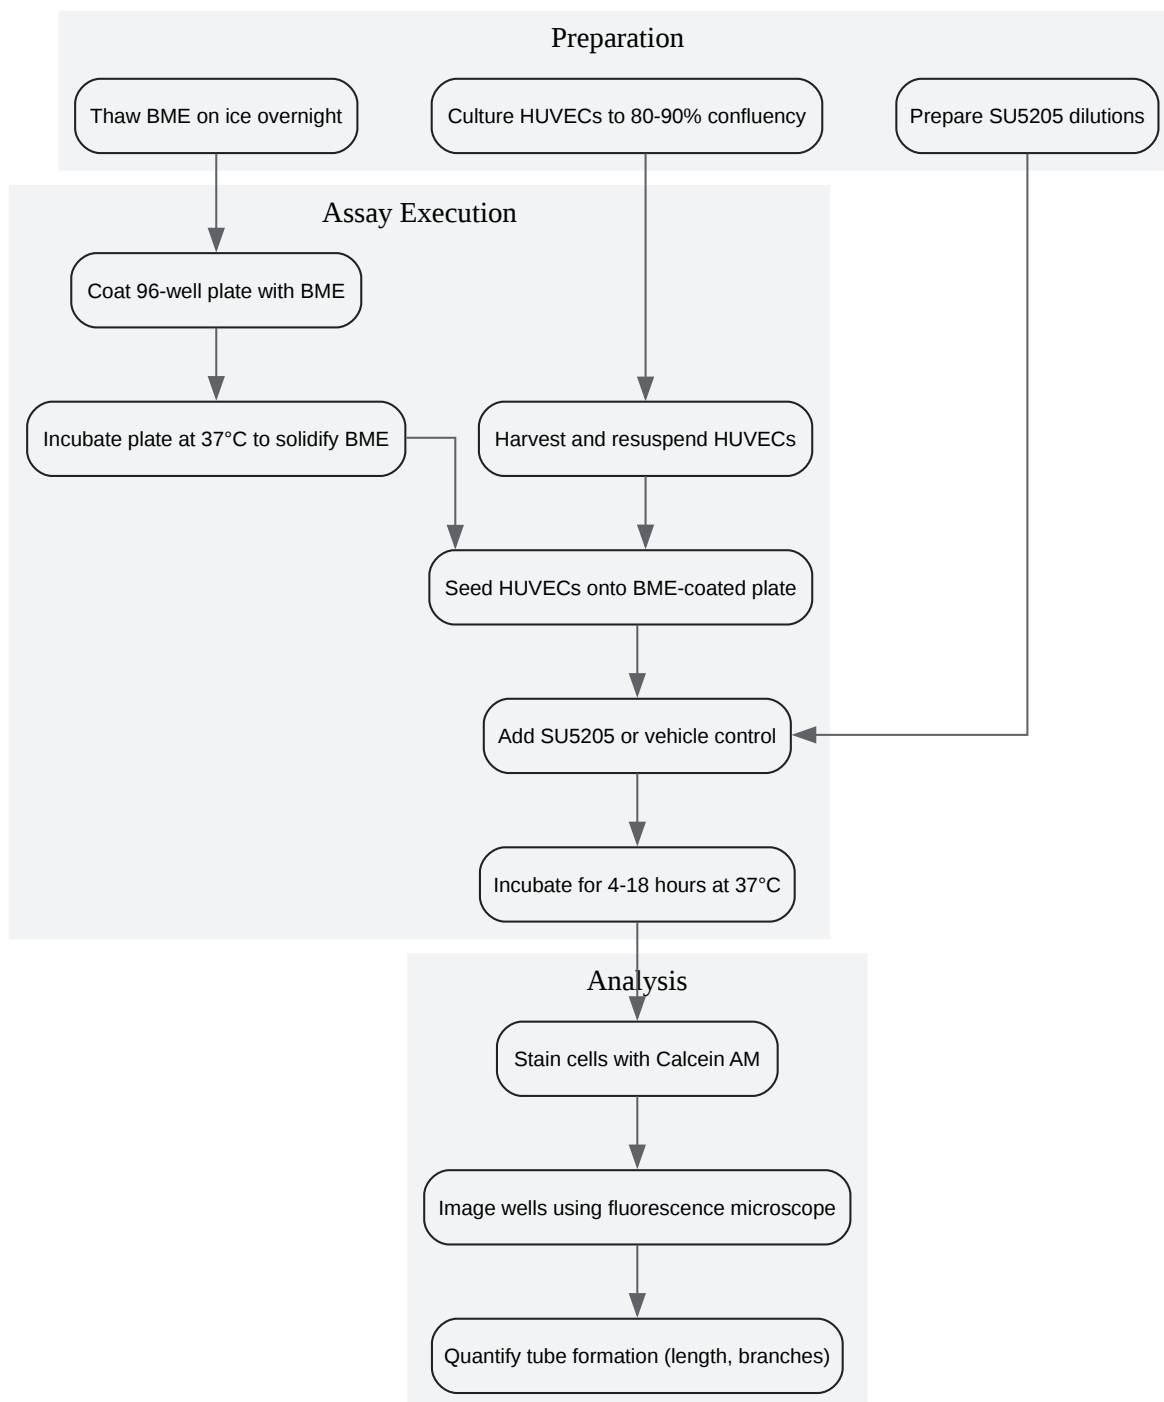 Preparation
Thaw BME on ice overnight
Culture HUVECs to 80-90% confluency
Prepare SU5205 dilutions
Assay Execution
Coat 96-well plate with BME
Incubate plate at 37°C to solidify BME
Harvest and resuspend HUVECs
Seed HUVECs onto BME-coated plate
Add SU5205 or vehicle control
Incubate for 4-18 hours at 37°C
Analysis
Stain cells with Calcein AM
Image wells using fluorescence microscope
Quantify tube formation (length, branches)